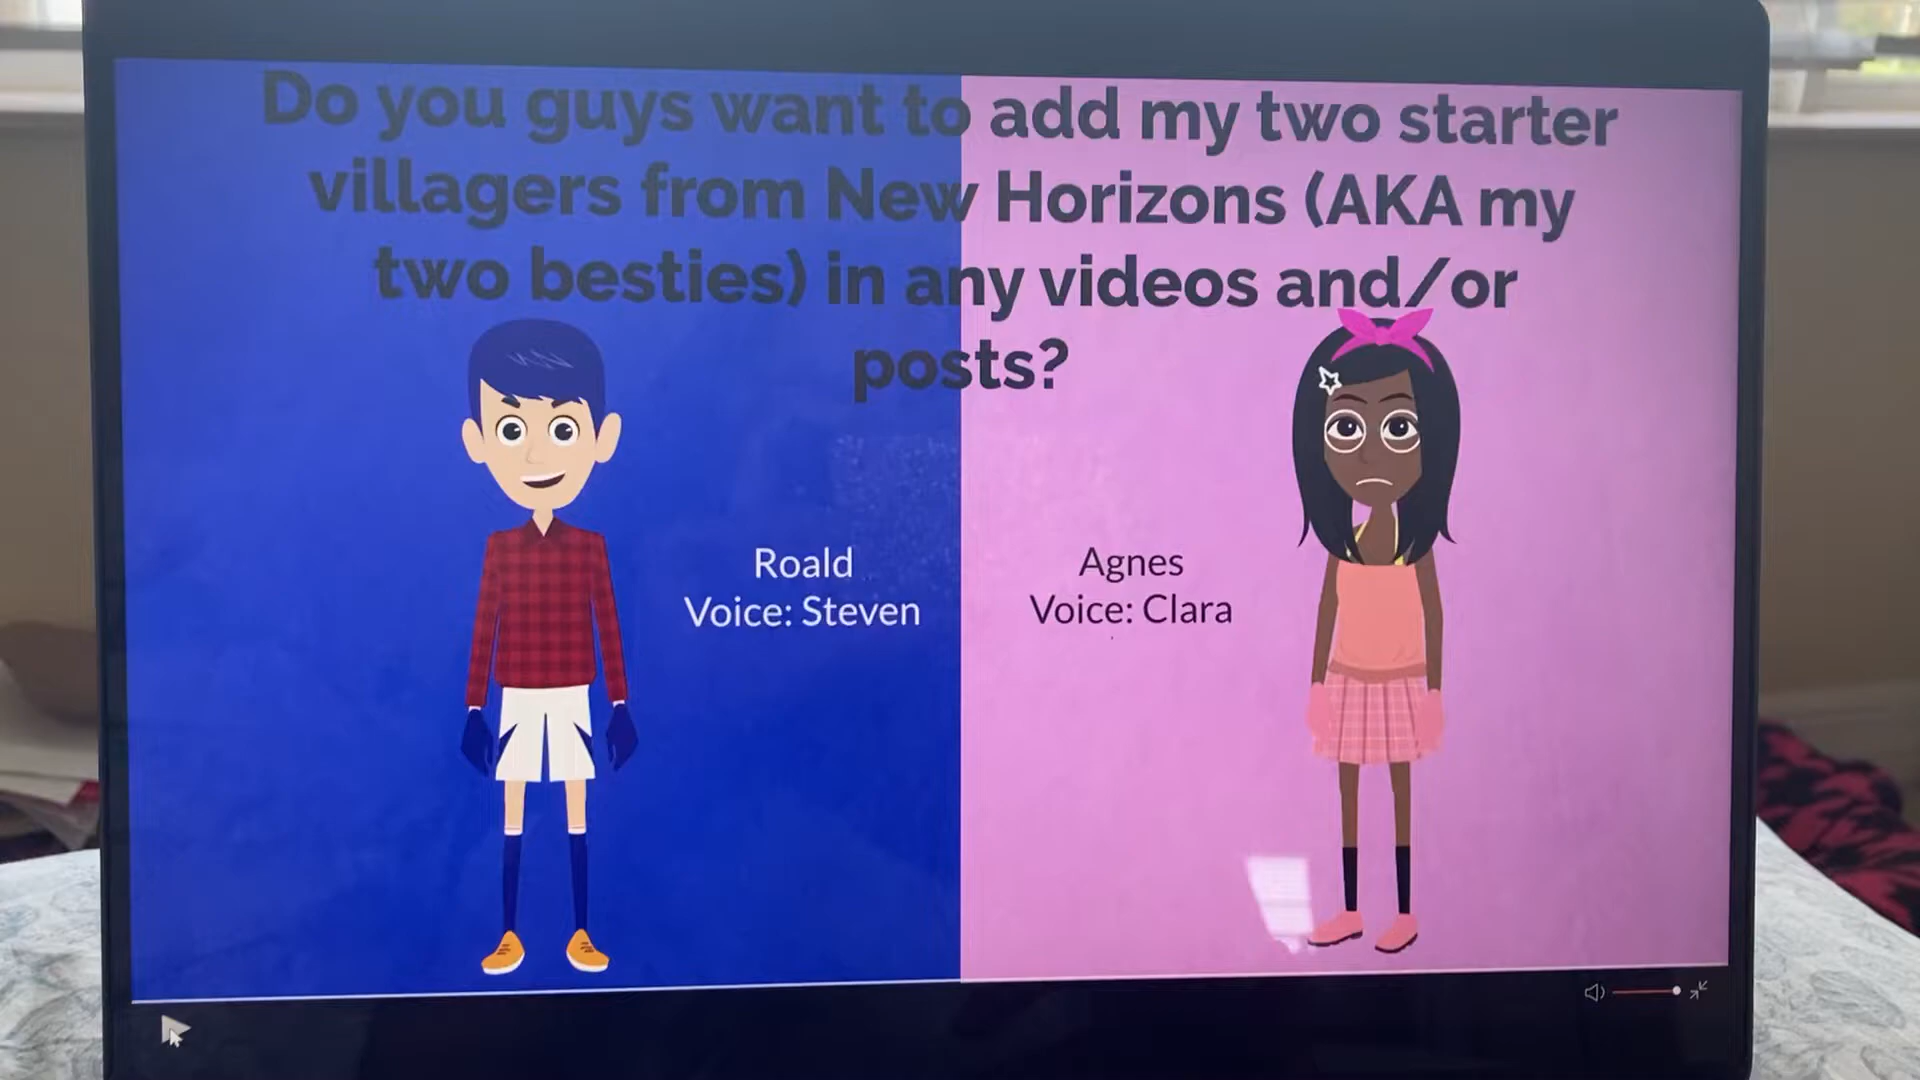 Do you guys want to add my two starter
villagers from New Horizons (AKA my
two besties) in any videos and/or
posts?
Roald
Voice: Steven
Agnes
Voice: Clara